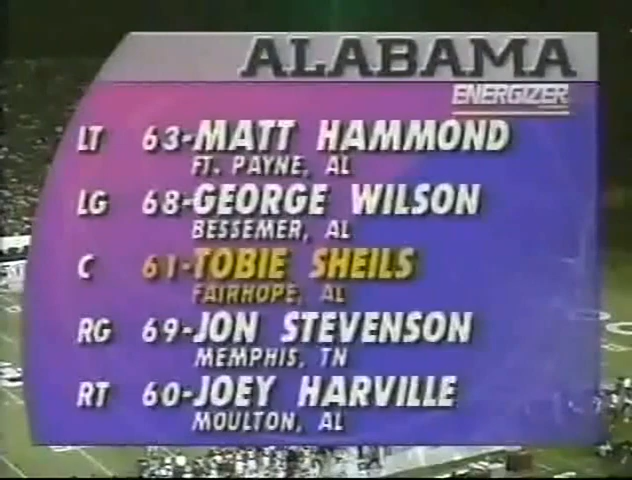 ALABAMA
ENERGIZER
LT 63-MATT HAMMOND
FT. PAYNE, AL
LG 68-GEORGE WILSON
BESSEMER, AL
C 61-TOBIE SHEILS
FAIRHOPE, AL
RG 69-JON STEVENSON
MEMPHIS, TN
RT 60-JOEY HARVILLE
MOULTON, AL